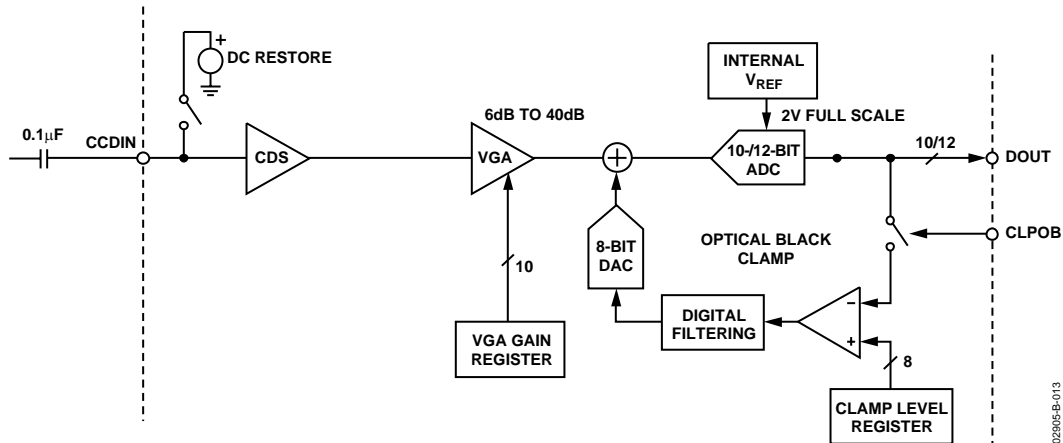 +
DC RESTORE
INTERNAL
VREF
6dB TO 40dB
2V FULL SCALE
0.1μF
CCDIN
CDS
VGA
+
10-/12-BIT
ADC
10/12
DOUT
8-BIT
DAC
OPTICAL BLACK
CLAMP
CLPOB
10
–
+
DIGITAL
FILTERING
VGA GAIN
REGISTER
8
CLAMP LEVEL
REGISTER
02905-B-013